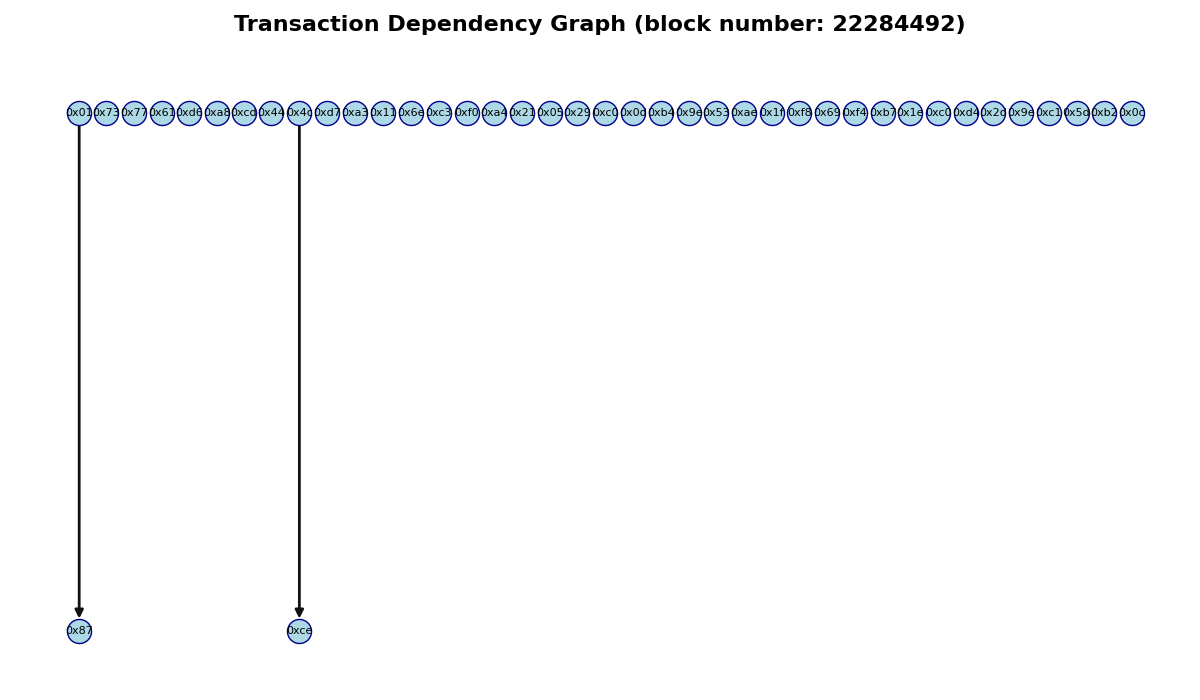 Transaction Dependency Graph (block number: 22284492)
0x01 0x73 0x77 0x61 0xd6 0xa8 0xcd 0x44 0x4c 0xd7 0xa3 0x11 0x6e 0xc3 0xf0 0xa4 0x21 0x05 0x29 0xc0 0x0d 0xb4 0x9e 0x53 0xae 0x1f 0xf8 0x69 0xf4 0xb7 0x1e 0xc0 0xd4 0x2d 0x9e 0xc1 0x5d 0xb2 0x0c
0x87 0xce